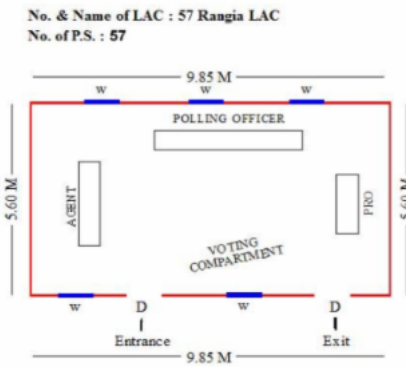 No. & Name of LAC : 57 Rangia LAC
No. of P.S. : 57
9.85 M
W W W
POLLING OFFICER
5.60 M
AGENT
PRO
5.60 M
VOTING
COMPARTMENT
W D W D
Entrance Exit
9.85 M